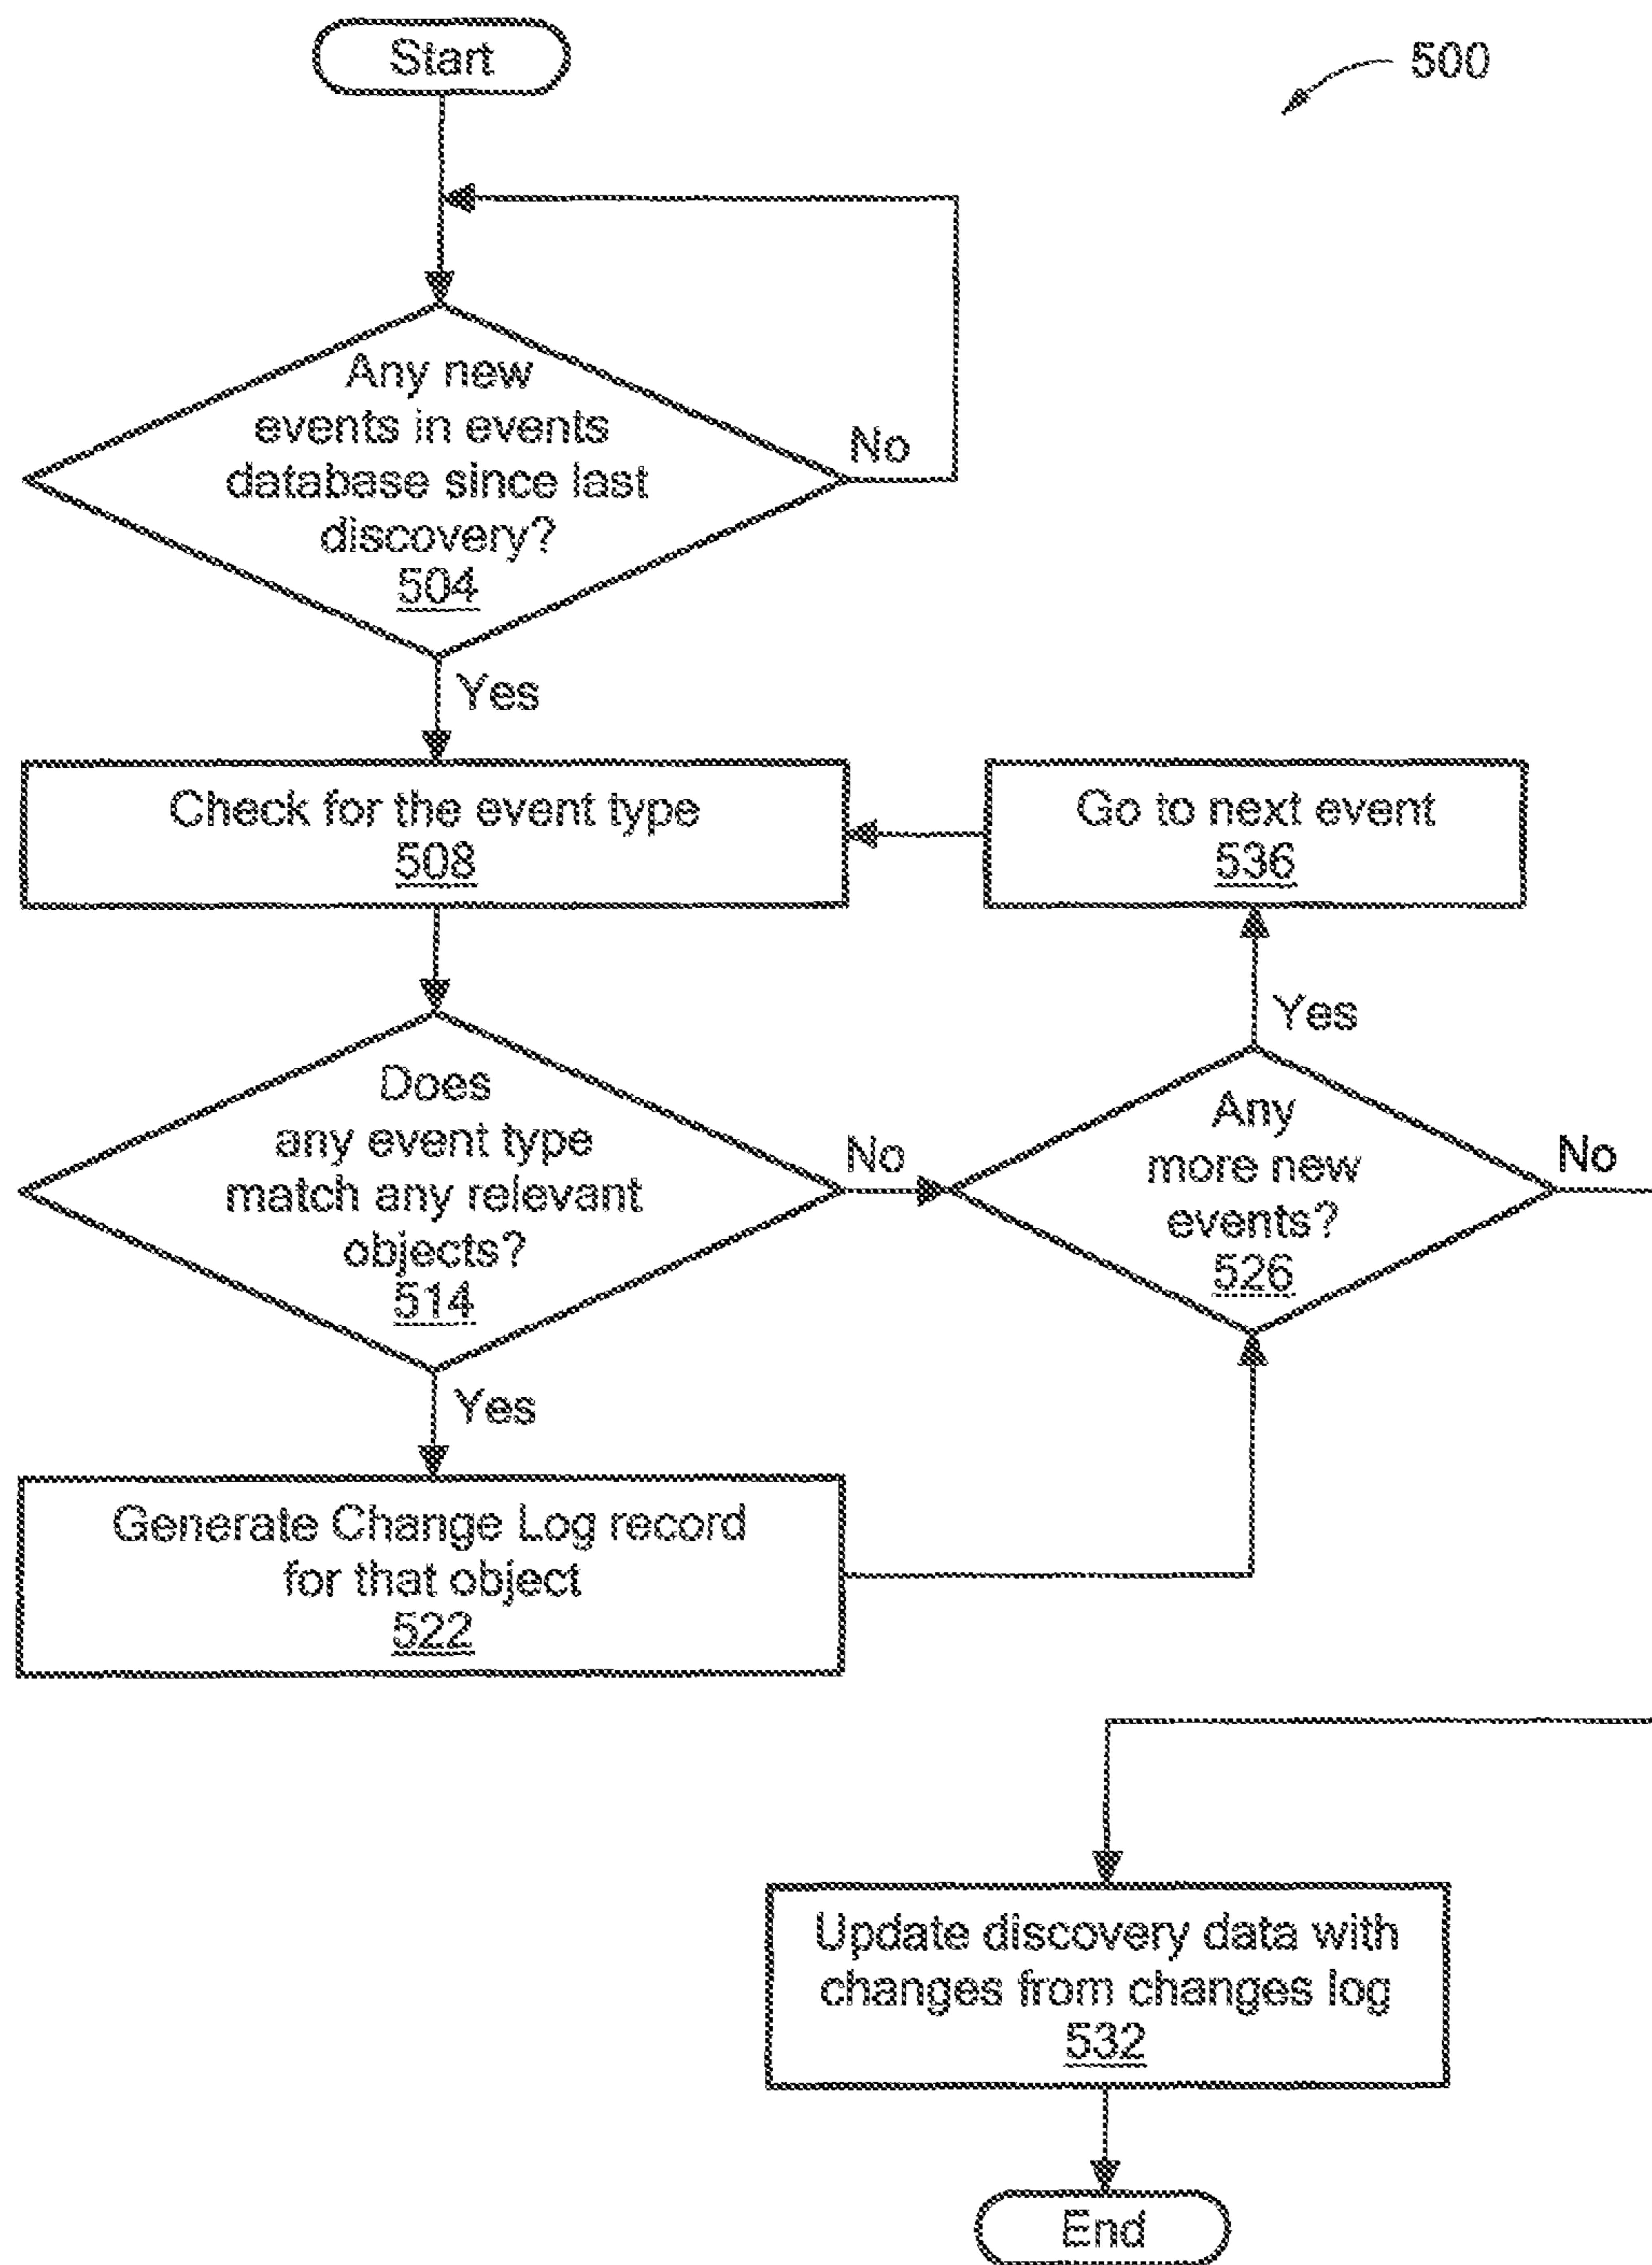 Start
500
Any new
events in events
database since last
discovery?
504
No
Yes
Check for the event type
508
Go to next event
536
Yes
Does
any event type
match any relevant
objects?
514
No
Any
more new
events?
526
No
Yes
Generate Change Log record
for that object
522
Update discovery data with
changes from changes log
532
End